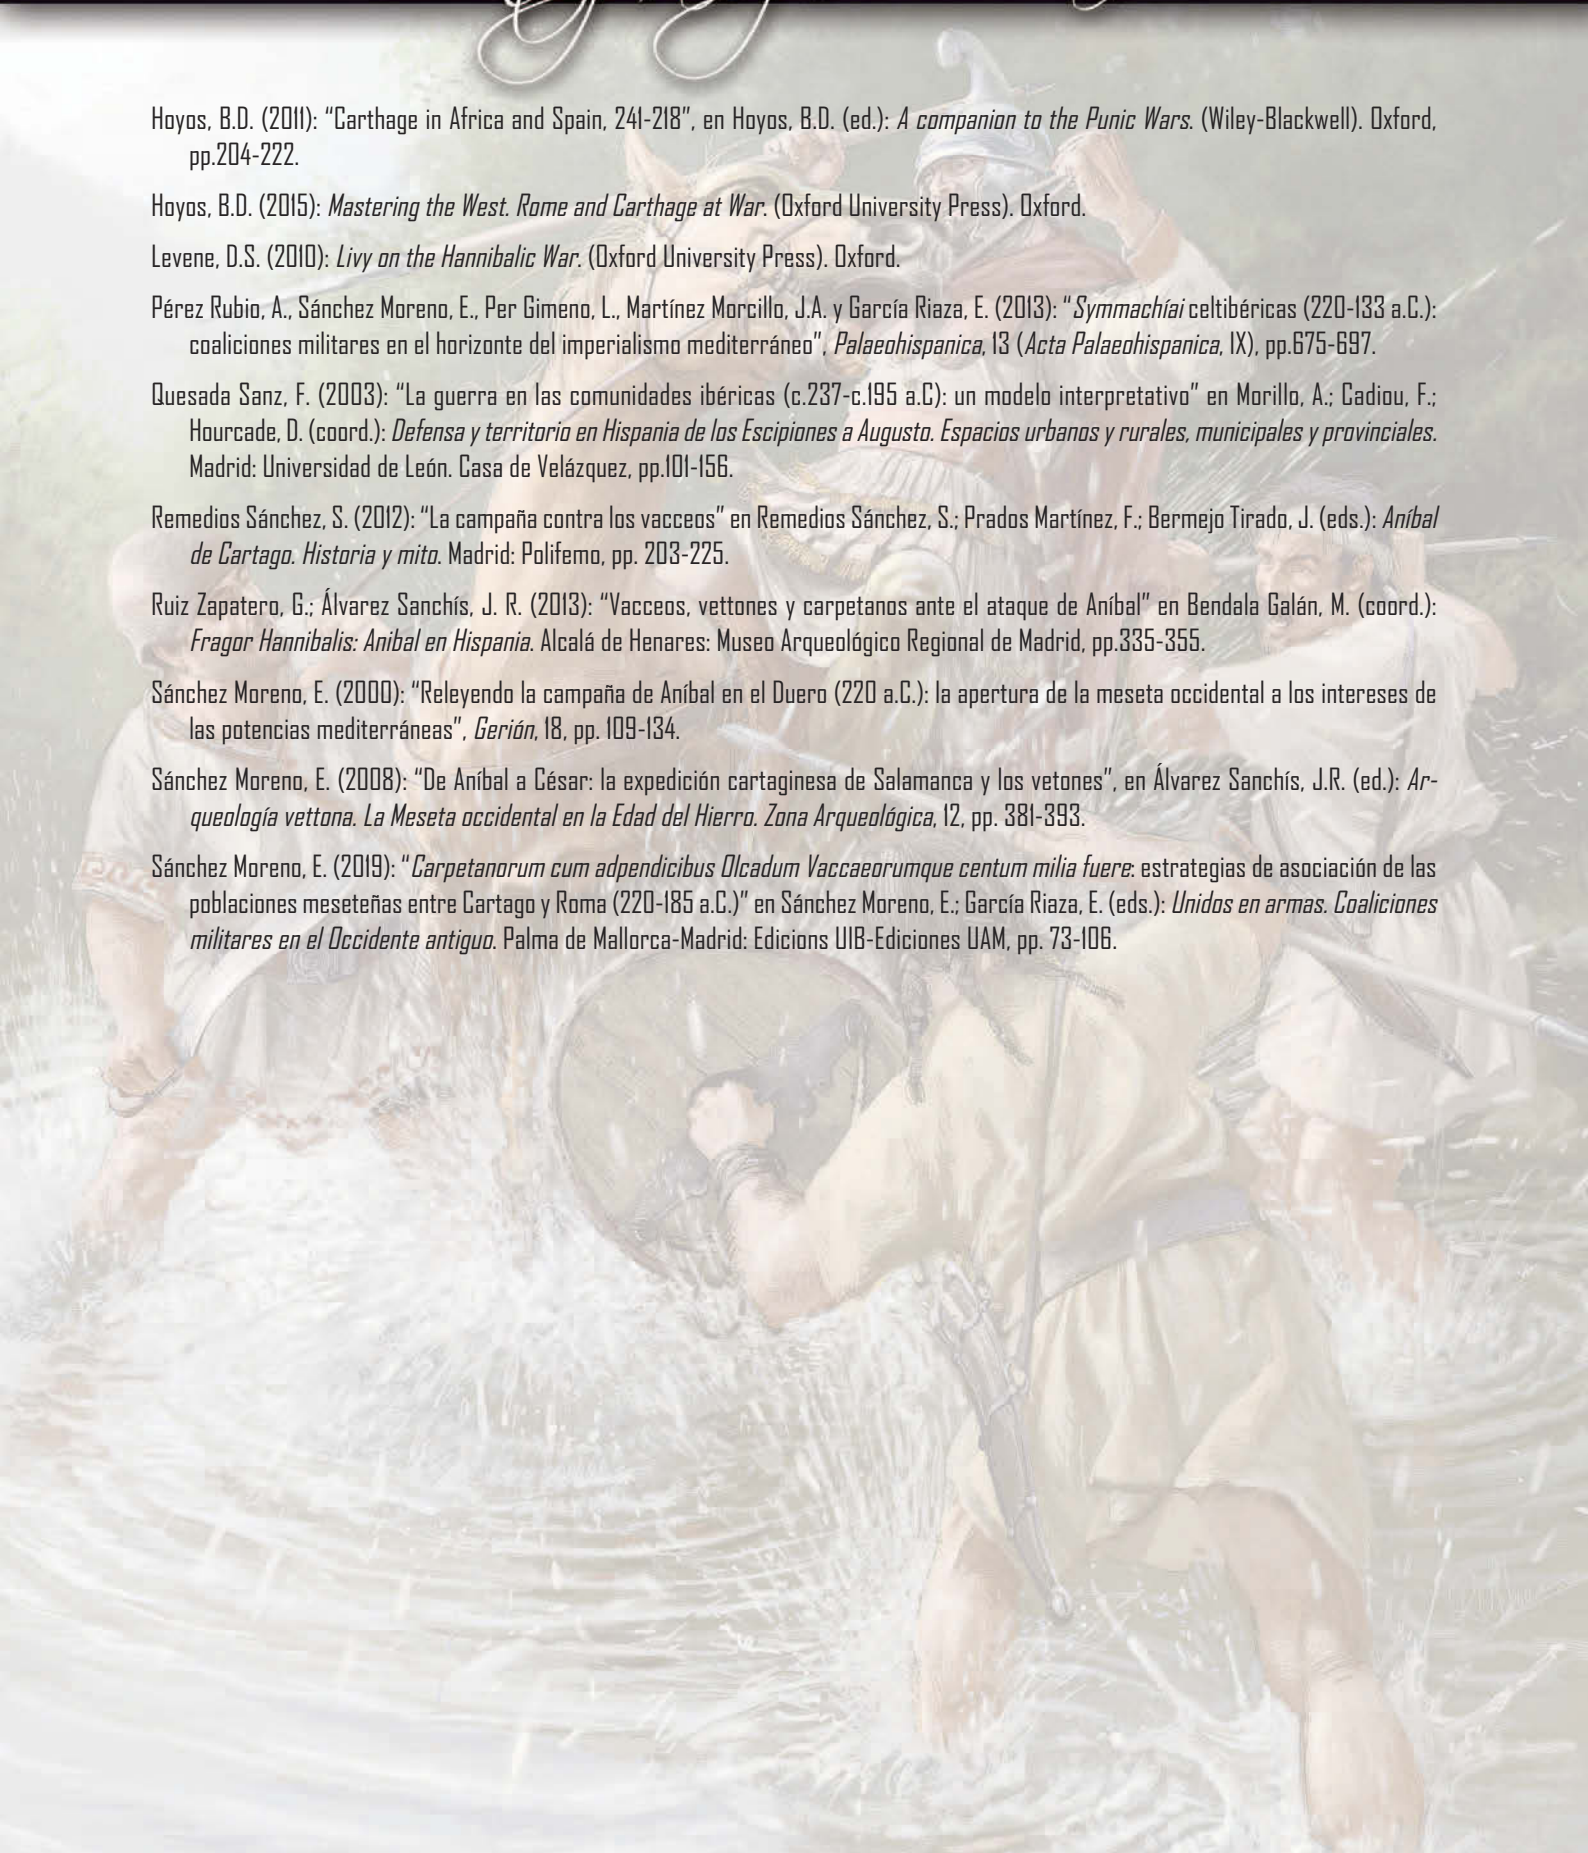 Hoyos, B.D. (2011): “Carthage in Africa and Spain, 241-218”, en Hoyos, B.D. (ed.): A companion to the Punic Wars. (Wiley-Blackwell). Oxford,
pp.204-222.
Hoyos, B.D. (2015): Mastering the West. Rome and Carthage at War. (Oxford University Press). Oxford.
Levene, D.S. (2010): Livy on the Hannibalic War. (Oxford University Press). Oxford.
Pérez Rubio, A., Sánchez Moreno, E., Per Gimeno, L., Martínez Morcillo, J.A. y García Riaza, E. (2013): “Symmachíai celtibéricas (220-133 a.C.):
coaliciones militares en el horizonte del imperialismo mediterráneo”, Palaeohispanica, 13 (Acta Palaeohispanica, IX), pp.675-697.
Quesada Sanz, F. (2003): “La guerra en las comunidades ibéricas (c.237-c.195 a.C): un modelo interpretativo” en Morillo, A.; Cadiou, F.;
Hourcade, D. (coord.): Defensa y territorio en Hispania de los Escipiones a Augusto. Espacios urbanos y rurales, municipales y provinciales.
Madrid: Universidad de León. Casa de Velázquez, pp.101-156.
Remedios Sánchez, S. (2012): “La campaña contra los vacceos” en Remedios Sánchez, S.; Prados Martínez, F.; Bermejo Tirado, J. (eds.): Aníbal
de Cartago. Historia y mito. Madrid: Polifemo, pp. 203-225.
Ruiz Zapatero, G.; Álvarez Sanchís, J. R. (2013): “Vacceos, vettones y carpetanos ante el ataque de Aníbal” en Bendala Galán, M. (coord.):
Fragor Hannibalis: Anibal en Hispania. Alcalá de Henares: Museo Arqueológico Regional de Madrid, pp.335-355.
Sánchez Moreno, E. (2000): “Releyendo la campaña de Aníbal en el Duero (220 a.C.): la apertura de la meseta occidental a los intereses de
las potencias mediterráneas”, Gerión, 18, pp. 109-134.
Sánchez Moreno, E. (2008): “De Aníbal a César: la expedición cartaginesa de Salamanca y los vetones”, en Álvarez Sanchís, J.R. (ed.): Ar-
queología vettona. La Meseta occidental en la Edad del Hierro. Zona Arqueológica, 12, pp. 381-393.
Sánchez Moreno, E. (2019): “Carpetanorum cum adpendicibus Olcadum Vaccaeorumque centum milia fuere: estrategias de asociación de las
poblaciones meseteñas entre Cartago y Roma (220-185 a.C.)” en Sánchez Moreno, E.; García Riaza, E. (eds.): Unidos en armas. Coaliciones
militares en el Occidente antiguo. Palma de Mallorca-Madrid: Edicions UIB-Ediciones UAM, pp. 73-106.